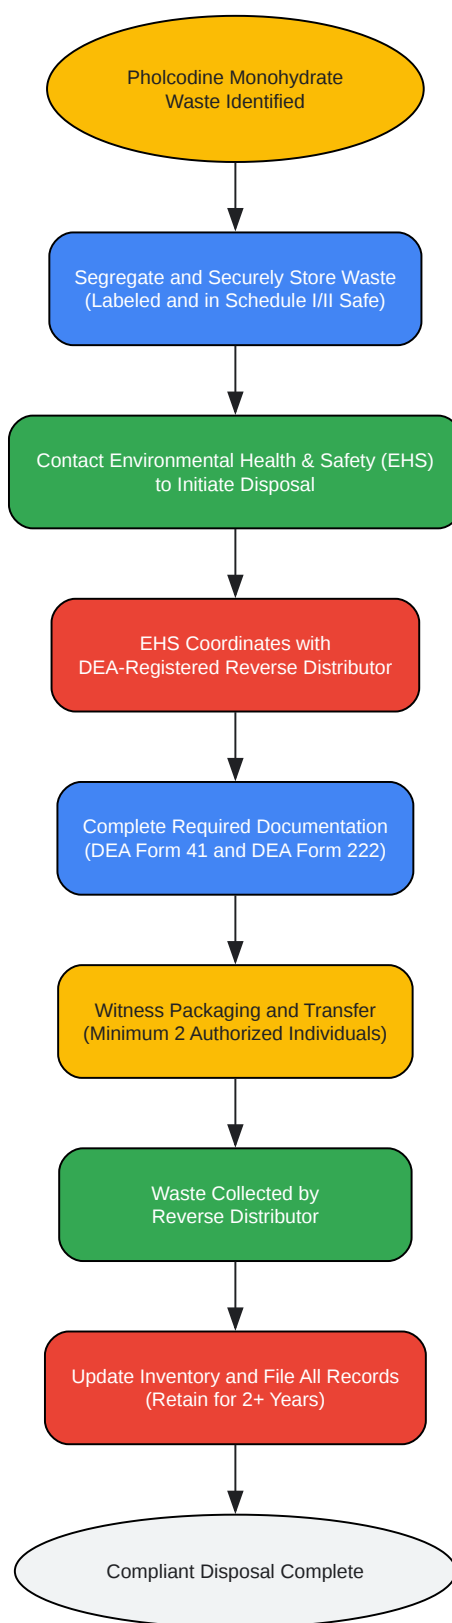 Pholcodine Monohydrate
Waste Identified
Segregate and Securely Store Waste
(Labeled and in Schedule I/II Safe)
Contact Environmental Health & Safety (EHS)
to Initiate Disposal
EHS Coordinates with
DEA-Registered Reverse Distributor
Complete Required Documentation
(DEA Form 41 and DEA Form 222)
Witness Packaging and Transfer
(Minimum 2 Authorized Individuals)
Waste Collected by
Reverse Distributor
Update Inventory and File All Records
(Retain for 2+ Years)
Compliant Disposal Complete